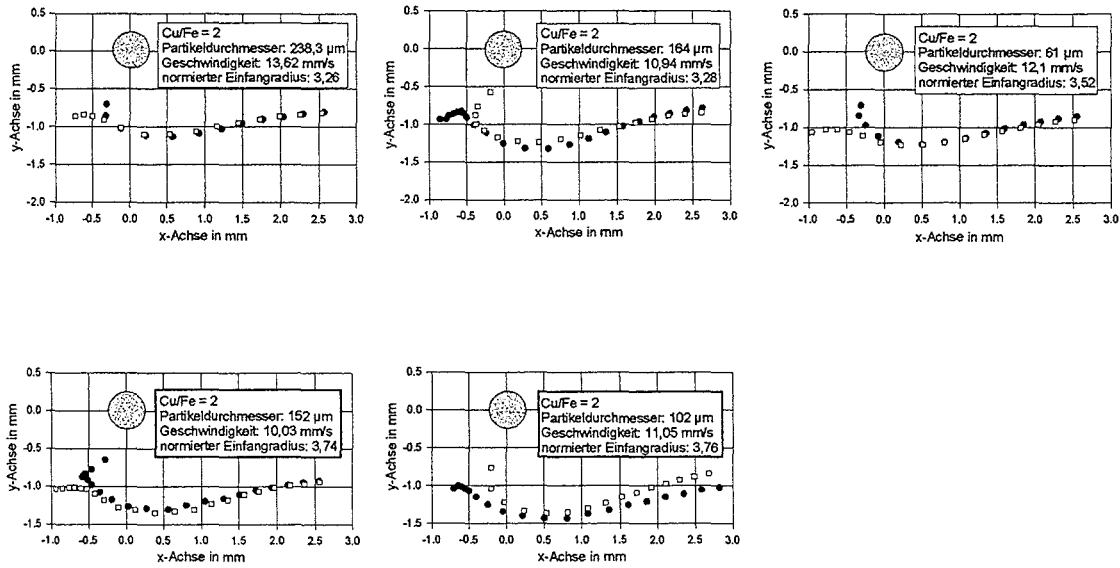 Cu/Fe = 2
Partikeldurchmesser: 238,3 µm
Geschwindigkeit: 13,62 mm/s
normierter Einfangradius: 3,26
y-Achse in mm
0.5
0.0
-0.5
-1.0
-1.5
-2.0
-1.0 -0.5 0.0 0.5 1.0 1.5 2.0 2.5 3.0
x-Achse in mm
Cu/Fe = 2
Partikeldurchmesser: 164 µm
Geschwindigkeit: 10,94 mm/s
normierter Einfangradius: 3,28
y-Achse in mm
0.5
0.0
-0.5
-1.0
-1.5
-2.0
-1.0 -0.5 0.0 0.5 1.0 1.5 2.0 2.5 3.0
x-Achse in mm
Cu/Fe = 2
Partikeldurchmesser: 61 µm
Geschwindigkeit: 12,1 mm/s
normierter Einfangradius: 3,52
y-Achse in mm
0.5
0.0
-0.5
-1.0
-1.5
-2.0
-1.0 -0.5 0.0 0.5 1.0 1.5 2.0 2.5 3.0
x-Achse in mm
Cu/Fe = 2
Partikeldurchmesser: 152 µm
Geschwindigkeit: 10,03 mm/s
normierter Einfangradius: 3,74
y-Achse in mm
0.5
0.0
-0.5
-1.0
-1.5
-1.0 -0.5 0.0 0.5 1.0 1.5 2.0 2.5 3.0
x-Achse in mm
Cu/Fe = 2
Partikeldurchmesser: 102 µm
Geschwindigkeit: 11,05 mm/s
normierter Einfangradius: 3,76
y-Achse in mm
0.5
0.0
-0.5
-1.0
-1.5
-1.0 -0.5 0.0 0.5 1.0 1.5 2.0 2.5 3.0
x-Achse in mm